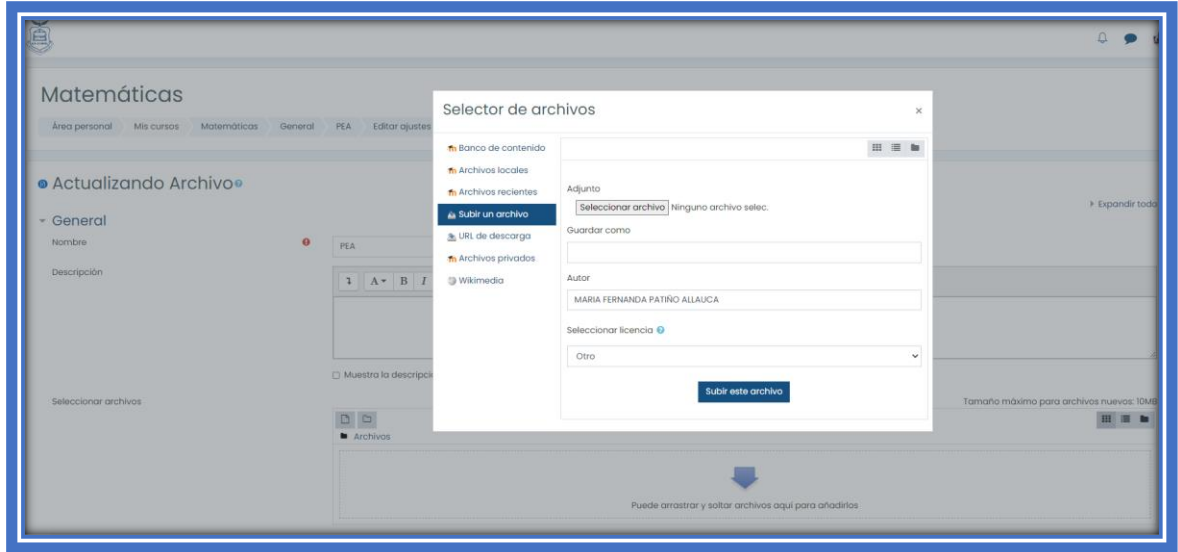 Matemáticas
Área personal Mis cursos Matemáticas General PEA Editar ajustes
Actualizando Archivo
Expandir todo
General
Nombre
PEA
Descripción
A B I
Muestra la descripció
Seleccionar archivos
Tamaño máximo para archivos nuevos: 10MB
Archivos
Puede arrastrar y soltar archivos aquí para añadirlos
Selector de archivos ×
Banco de contenido
Archivos locales
Archivos recientes
Subir un archivo
URL de descarga
Archivos privados
Wikimedia
Adjunto
Seleccionar archivo Ninguno archivo selec.
Guardar como
Autor
MARIA FERNANDA PATIÑO ALLAUCA
Seleccionar licencia
Otro
Subir este archivo